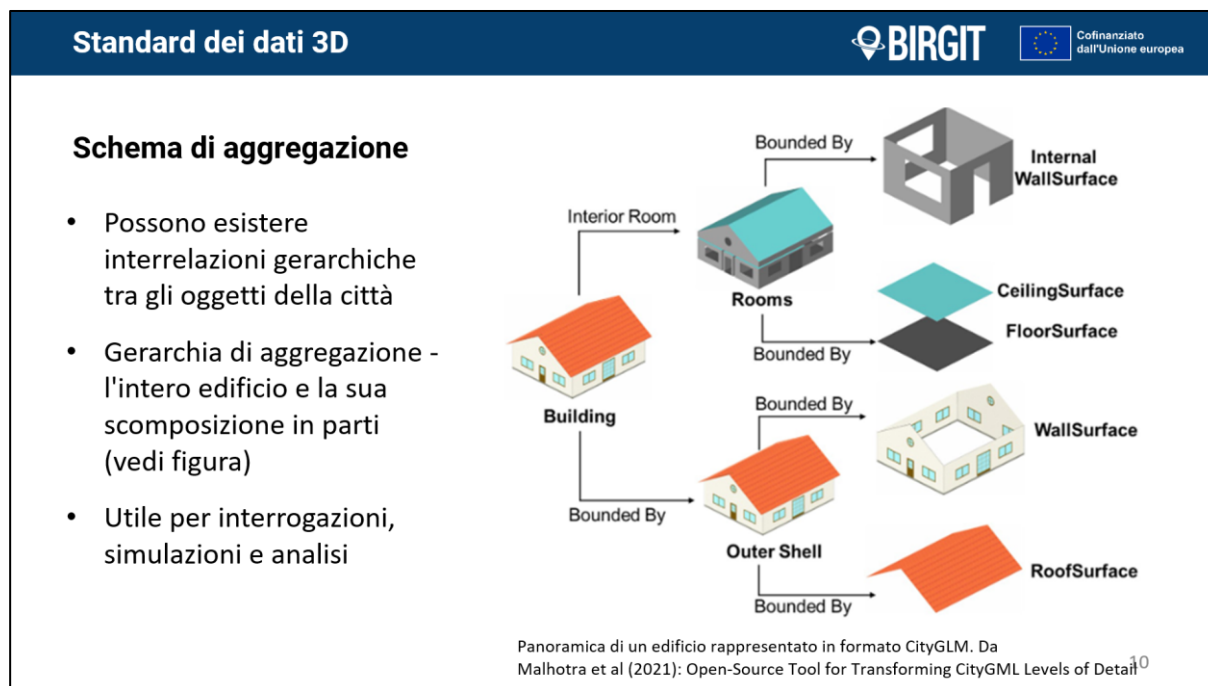 Standard dei dati 3D
BIRGIT
Cofinanziato
dall'Unione europea
Schema di aggregazione
• Possono esistere
interrelazioni gerarchiche
tra gli oggetti della città
• Gerarchia di aggregazione -
l'intero edificio e la sua
scomposizione in parti
(vedi figura)
• Utile per interrogazioni,
simulazioni e analisi
Bounded By
Internal
WallSurface
Interior Room
Rooms
CeilingSurface
FloorSurface
Bounded By
Building
Bounded By
WallSurface
Bounded By
Outer Shell
RoofSurface
Bounded By
Panoramica di un edificio rappresentato in formato CityGLM. Da
Malhotra et al (2021): Open-Source Tool for Transforming CityGML Levels of Detail
10